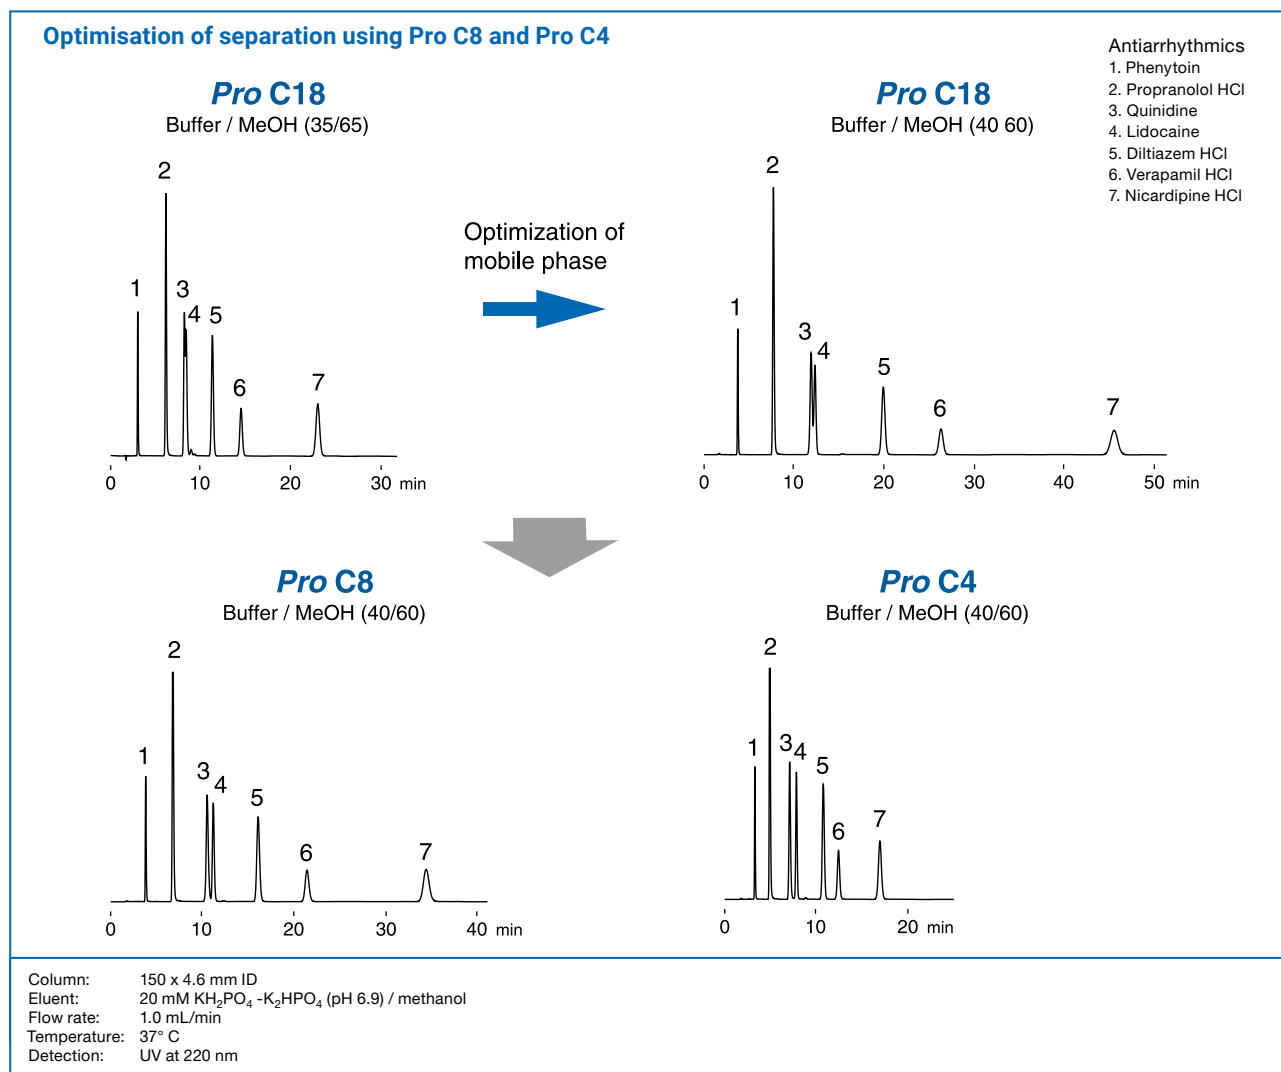 Optimisation of separation using Pro C8 and Pro C4
Antiarrhythmics
1. Phenytoin
2. Propranolol HCl
3. Quinidine
4. Lidocaine
5. Diltiazem HCl
6. Verapamil HCl
7. Nicardipine HCl
Pro C18
Buffer / MeOH (35/65)
1
2
3
4
5
6
7
0 10 20 30 min
Optimization of
mobile phase
Pro C18
Buffer / MeOH (40 60)
1
2
3
4
5
6
7
0 10 20 30 40 50 min
Pro C8
Buffer / MeOH (40/60)
1
2
3
4
5
6
7
0 10 20 30 40 min
Pro C4
Buffer / MeOH (40/60)
1
2
3
4
5
6
7
0 10 20 min
Column: 150 x 4.6 mm ID
Eluent: 20 mM KH₂PO₄ -K₂HPO₄ (pH 6.9) / methanol
Flow rate: 1.0 mL/min
Temperature: 37° C
Detection: UV at 220 nm